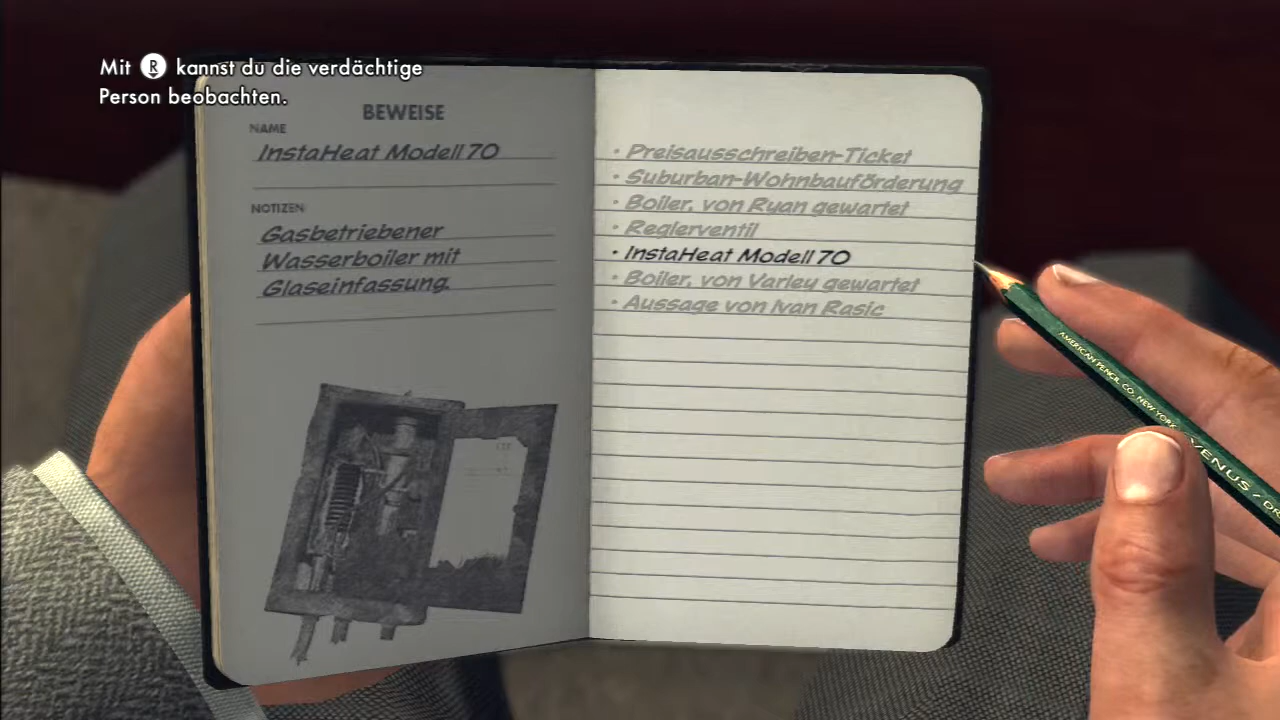 Mit R kannst du die verdächtige
Person beobachten.
BEWEISE
NAME
InstaHeat Modell 70
NOTIZEN
Gasbetriebener
Wasserboiler mit
Glaseinfassung.
· Preisausschreiben-Ticket
· Suburban-Wohnbauförderung
· Boiler, von Ryan gewartet
· Reglerventil
· InstaHeat Modell 70
· Boiler, von Varley gewartet
· Aussage von Ivan Rasic
AMERICAN PENCIL CO. NEW YORK
VENUS